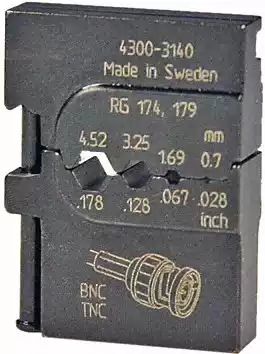 4300-3140
Made in Sweden
RG 174, 179
4.52 3.25 1.69 0.7 mm
.178 .128 .067 .028 inch
BNC
TNC